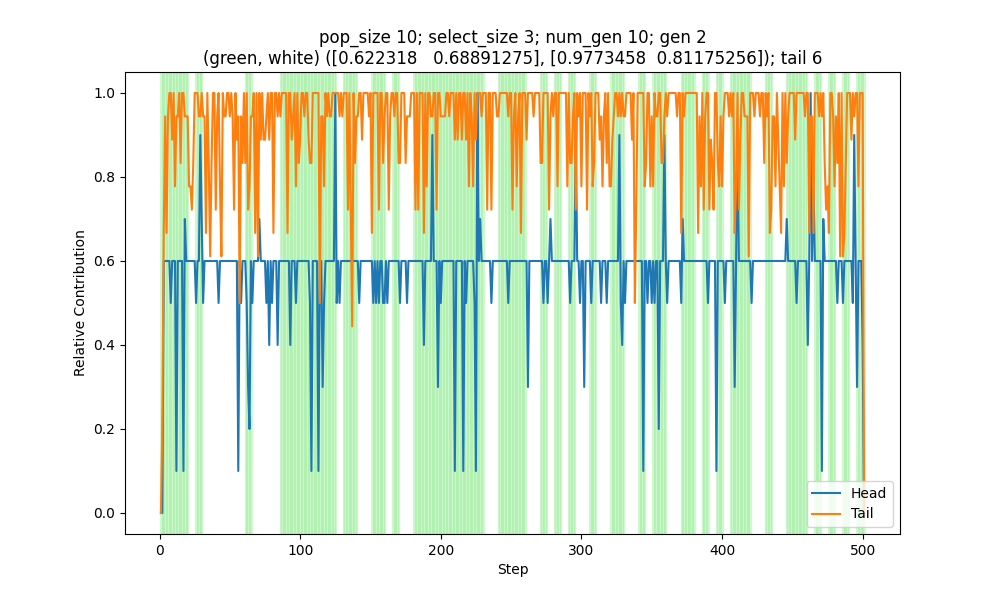 pop_size 10; select_size 3; num_gen 10; gen 2
(green, white) ([0.622318   0.68891275], [0.9773458  0.81175256]); tail 6
1.0
0.8
0.6
0.4
0.2
0.0
Relative Contribution
0
100
200
300
400
500
Step
Head
Tail